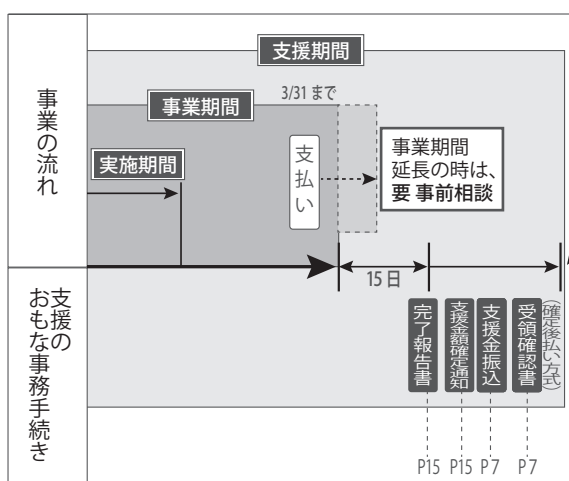 事業の流れ
支援期間
事業期間
3/31 まで
実施期間
支払い
事業期間
延長の時は、
要 事前相談
15 日
支援の
おもな事務手続き
完了報告書
支援金額確定通知
支援金振込
受領確認書
(確定後払い方式)
P15 P15 P7 P7